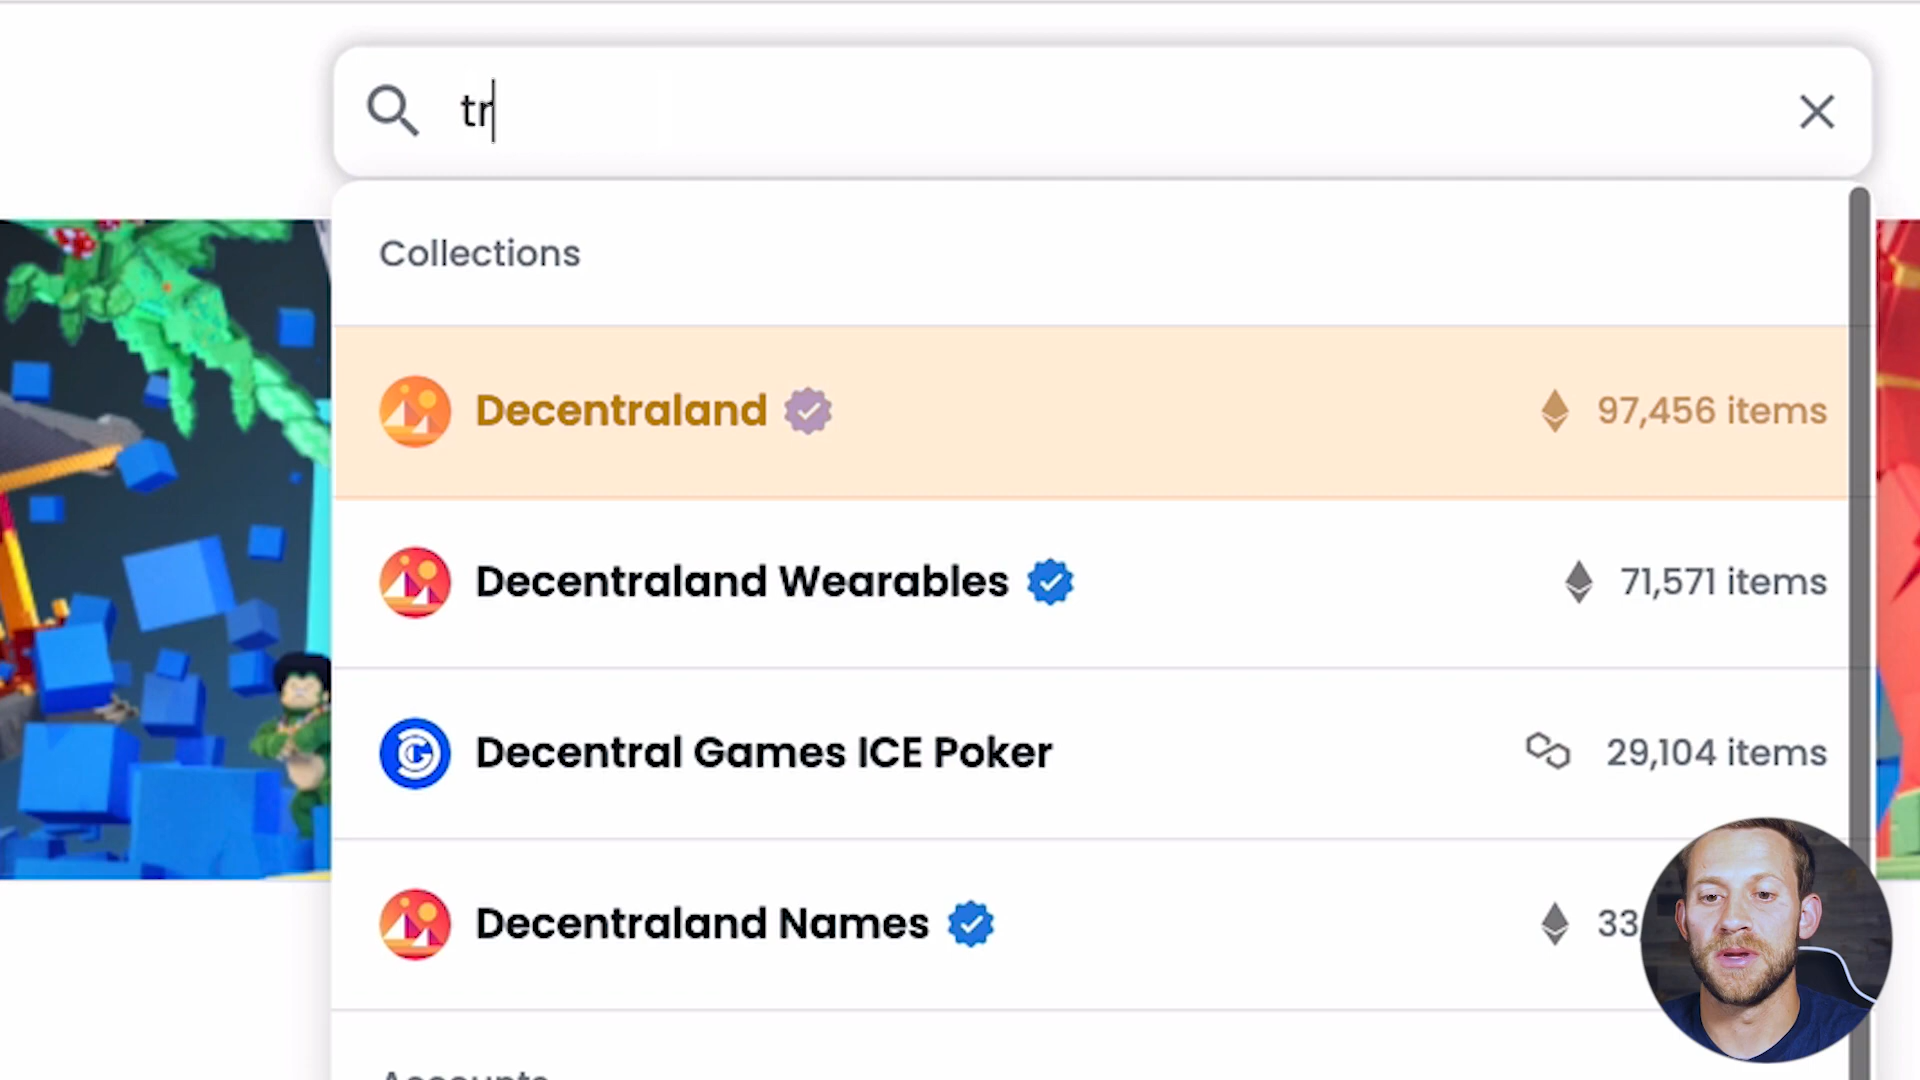 tr
Collections
Decentraland
97,456 items
Decentraland Wearables
71,571 items
Decentral Games ICE Poker
29,104 items
Decentraland Names
33,
Accounts